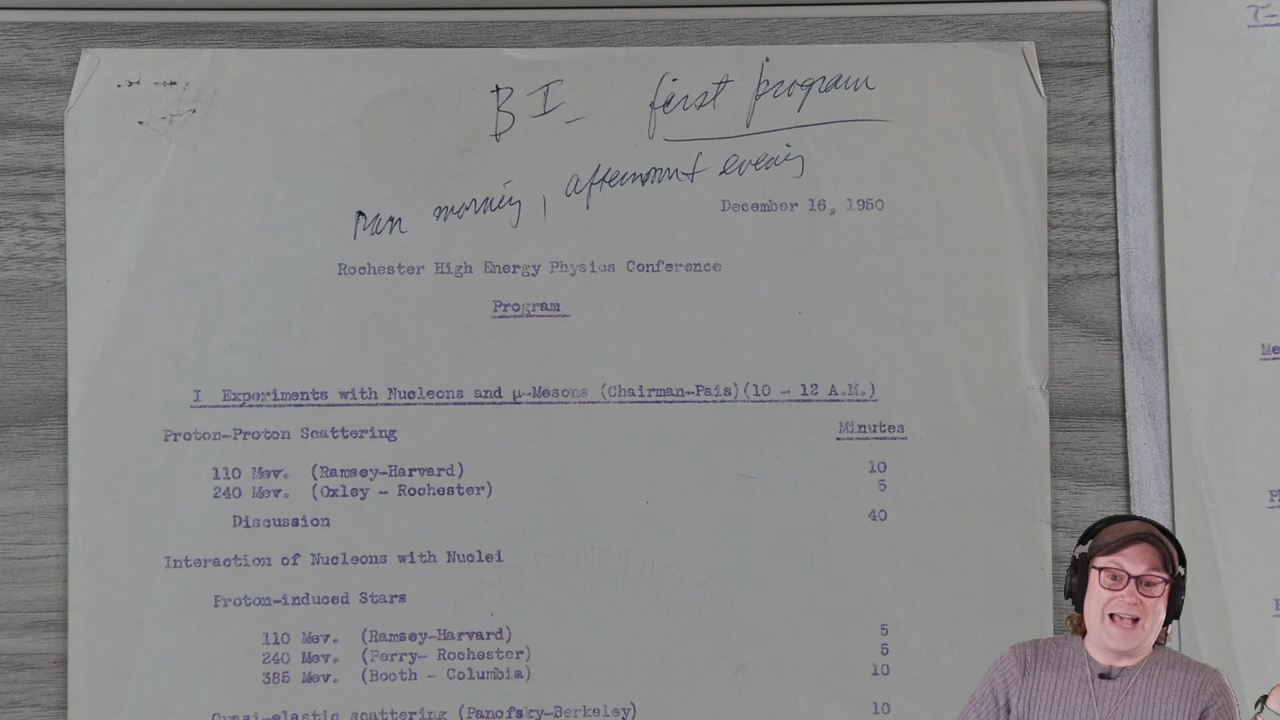 B I - first program
ran morning, afternoon & evening
December 16, 1950
Rochester High Energy Physics Conference
Program
I Experiments with Nucleons and μ-Mesons (Chairman-Pais)(10 - 12 A.M.)
Proton-Proton Scattering Minutes
110 Mev. (Ramsey-Harvard) 10
240 Mev. (Oxley - Rochester) 5
Discussion 40
Interaction of Nucleons with Nuclei
Proton-induced Stars
110 Mev. (Ramsey-Harvard) 5
240 Mev. (Perry- Rochester) 5
385 Mev. (Booth - Columbia) 10
Quasi-elastic scattering (Panofsky-Berkeley) 10